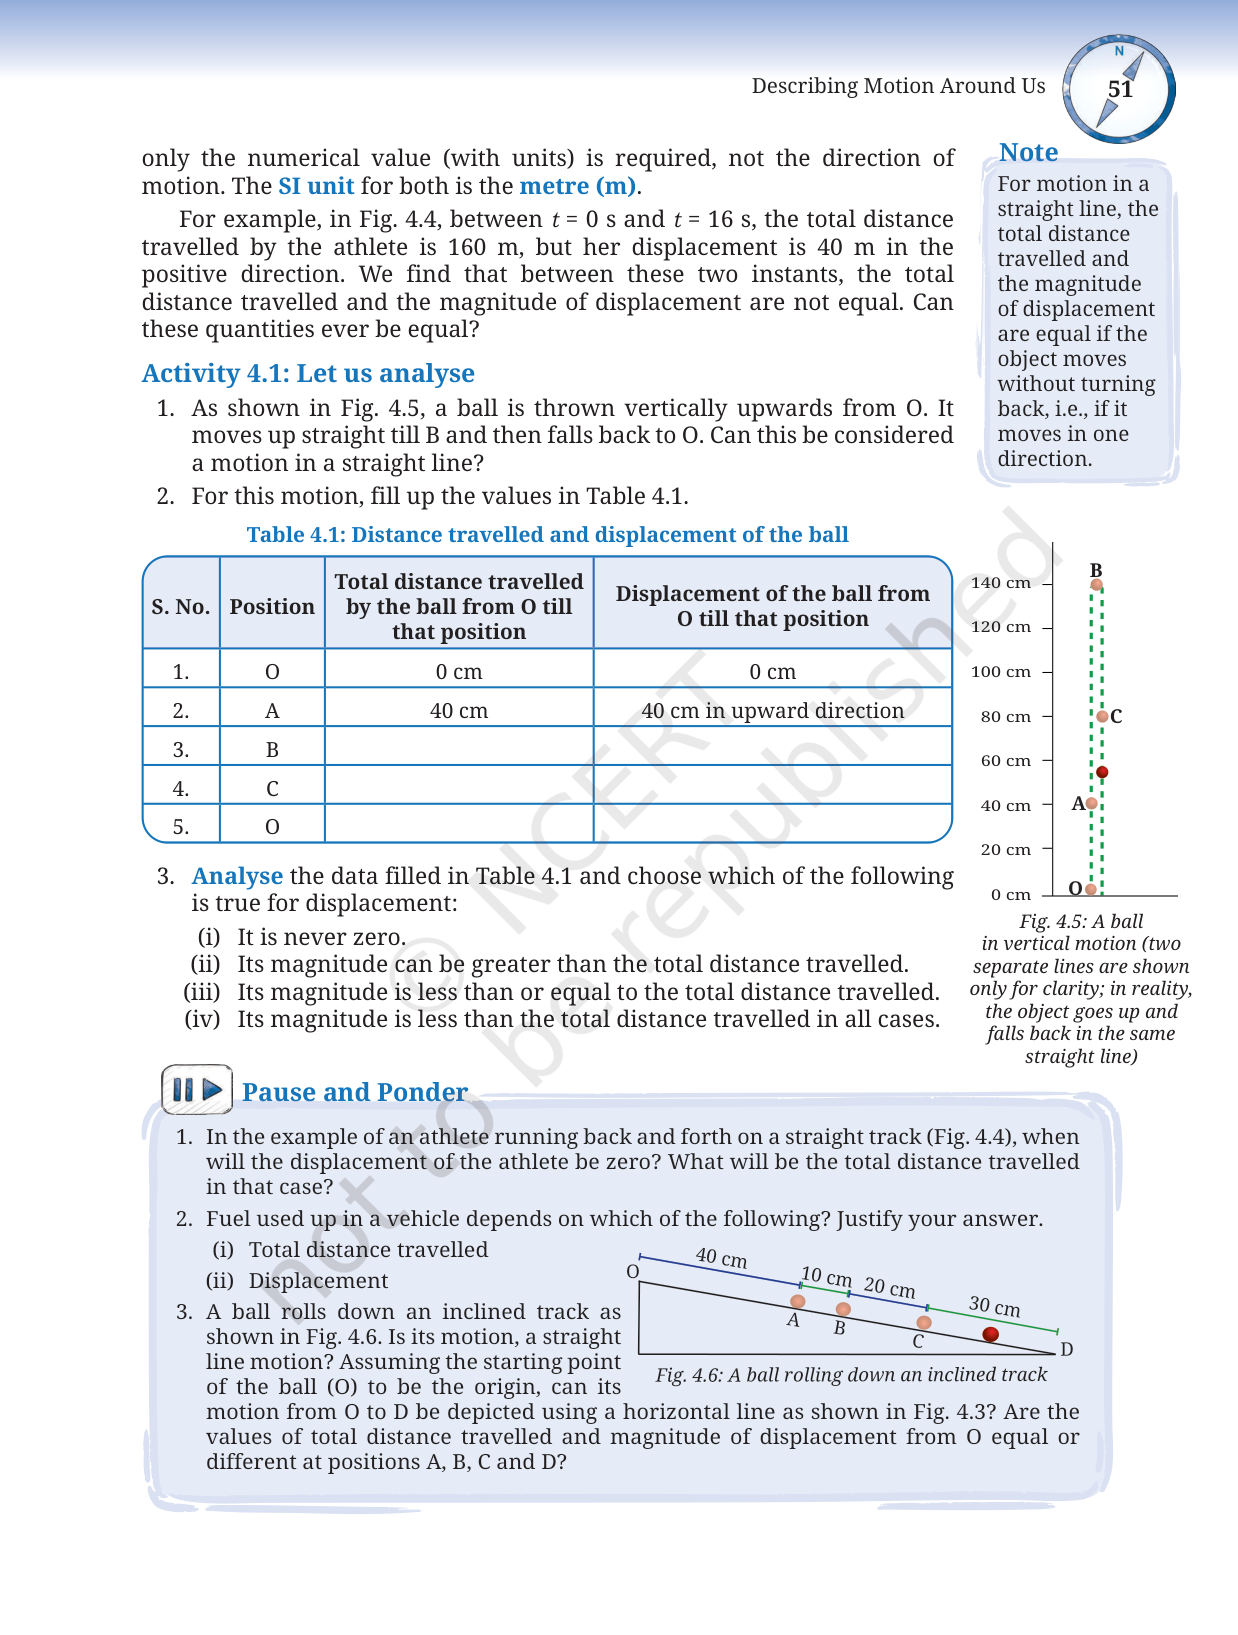 Describing Motion Around Us
N
51
only the numerical value (with units) is required, not the direction of
motion. The SI unit for both is the metre (m).
For example, in Fig. 4.4, between t = 0 s and t = 16 s, the total distance
travelled by the athlete is 160 m, but her displacement is 40 m in the
positive direction. We find that between these two instants, the total
distance travelled and the magnitude of displacement are not equal. Can
these quantities ever be equal?
Note
For motion in a
straight line, the
total distance
travelled and
the magnitude
of displacement
are equal if the
object moves
without turning
back, i.e., if it
moves in one
direction.
Activity 4.1: Let us analyse
1. As shown in Fig. 4.5, a ball is thrown vertically upwards from O. It
moves up straight till B and then falls back to O. Can this be considered
a motion in a straight line?
2. For this motion, fill up the values in Table 4.1.
Table 4.1: Distance travelled and displacement of the ball
S. No. Position Total distance travelled by the ball from O till that position Displacement of the ball from O till that position
1. O 0 cm 0 cm
2. A 40 cm 40 cm in upward direction
3. B
4. C
5. O
B
140 cm
120 cm
100 cm
80 cm C
60 cm
40 cm A
20 cm
0 cm O
Fig. 4.5: A ball
in vertical motion (two
separate lines are shown
only for clarity; in reality,
the object goes up and
falls back in the same
straight line)
3. Analyse the data filled in Table 4.1 and choose which of the following
is true for displacement:
(i) It is never zero.
(ii) Its magnitude can be greater than the total distance travelled.
(iii) Its magnitude is less than or equal to the total distance travelled.
(iv) Its magnitude is less than the total distance travelled in all cases.
Pause and Ponder
1. In the example of an athlete running back and forth on a straight track (Fig. 4.4), when
will the displacement of the athlete be zero? What will be the total distance travelled
in that case?
2. Fuel used up in a vehicle depends on which of the following? Justify your answer.
(i) Total distance travelled
(ii) Displacement
3. A ball rolls down an inclined track as
shown in Fig. 4.6. Is its motion, a straight
line motion? Assuming the starting point
of the ball (O) to be the origin, can its
motion from O to D be depicted using a horizontal line as shown in Fig. 4.3? Are the
values of total distance travelled and magnitude of displacement from O equal or
different at positions A, B, C and D?
O 40 cm 10 cm 20 cm 30 cm
A B C D
Fig. 4.6: A ball rolling down an inclined track
© NCERT
not to be republished